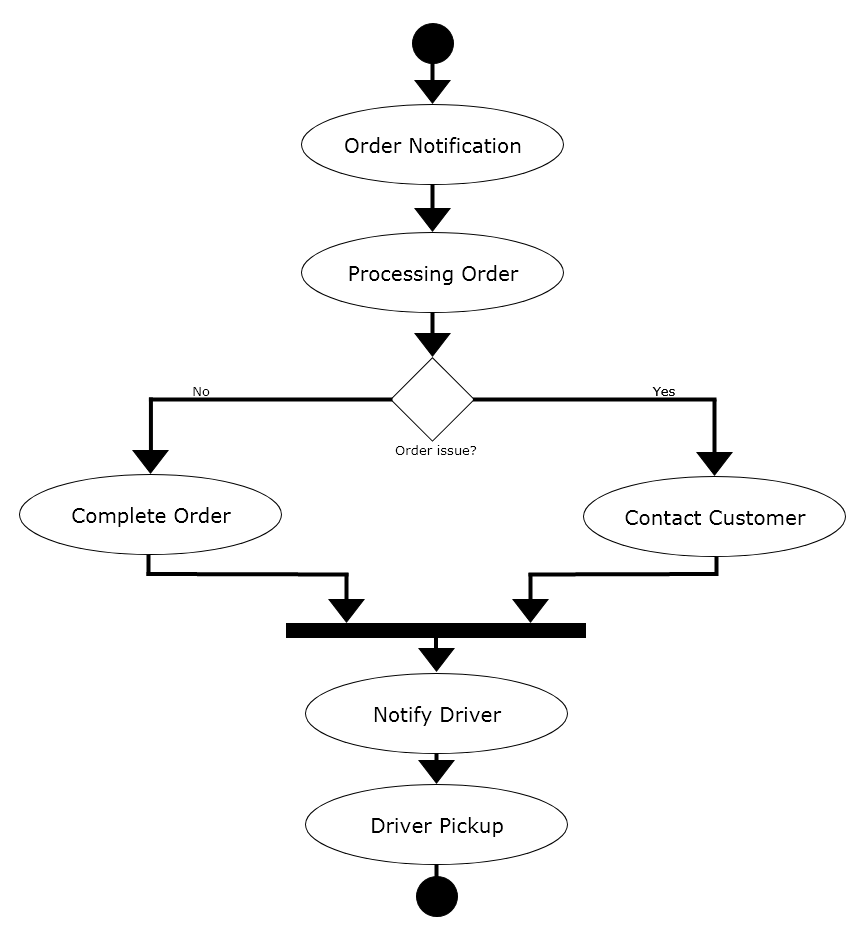 Order Notification
Processing Order
No
Yes
Order issue?
Complete Order
Contact Customer
Notify Driver
Driver Pickup